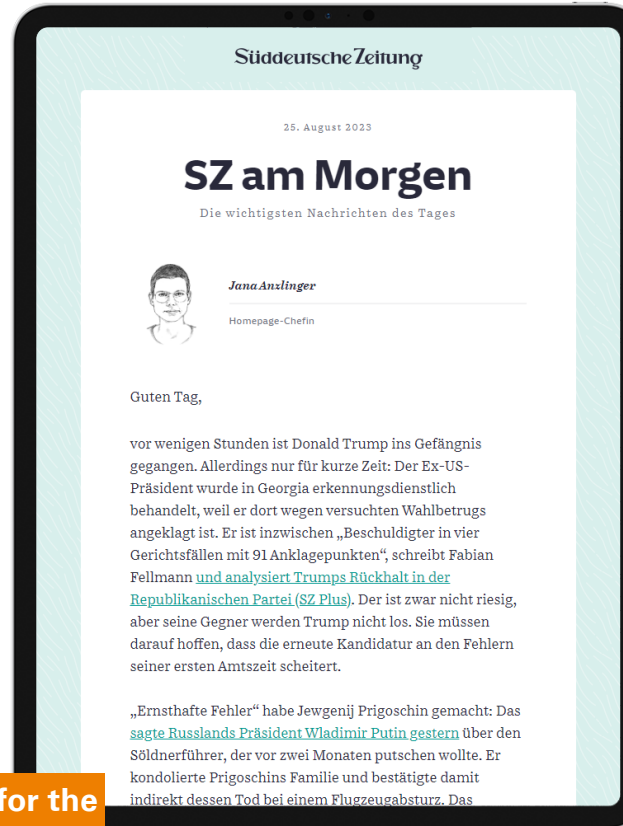 Süddeutsche Zeitung
25. August 2023
SZ am Morgen
Die wichtigsten Nachrichten des Tages
Jana Anzlinger
Homepage-Chefin
Guten Tag,
vor wenigen Stunden ist Donald Trump ins Gefängnis
gegangen. Allerdings nur für kurze Zeit: Der Ex-US-
Präsident wurde in Georgia erkennungsdienstlich
behandelt, weil er dort wegen versuchten Wahlbetrugs
angeklagt ist. Er ist inzwischen „Beschuldigter in vier
Gerichtsfällen mit 91 Anklagepunkten“, schreibt Fabian
Fellmann und analysiert Trumps Rückhalt in der
Republikanischen Partei (SZ Plus). Der ist zwar nicht riesig,
aber seine Gegner werden Trump nicht los. Sie müssen
darauf hoffen, dass die erneute Kandidatur an den Fehlern
seiner ersten Amtszeit scheitert.
„Ernsthafte Fehler“ habe Jewgenij Prigoschin gemacht: Das
sagte Russlands Präsident Wladimir Putin gestern über den
Söldnerführer, der vor zwei Monaten putschen wollte. Er
kondolierte Prigoschins Familie und bestätigte damit
indirekt dessen Tod bei einem Flugzeugabsturz. Das
for the